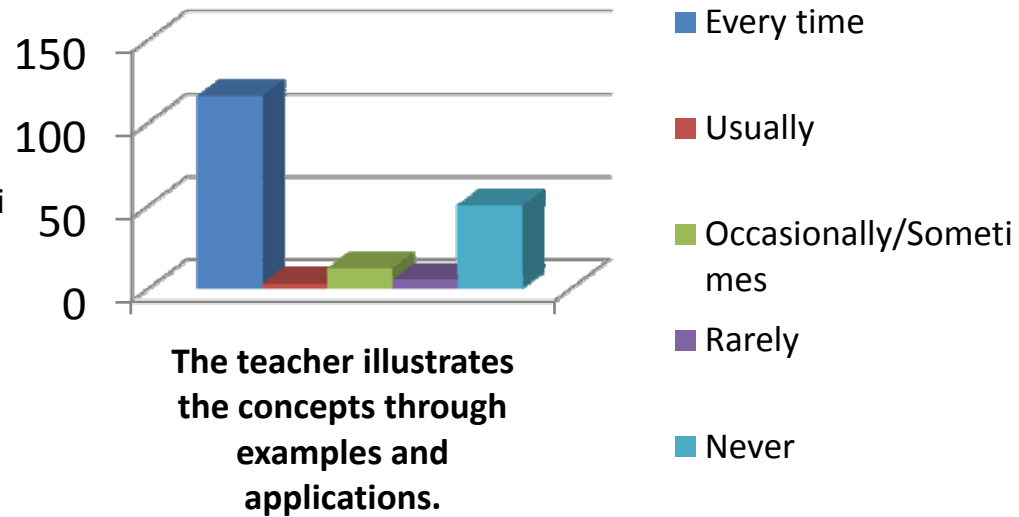 150
100
50
0
i
The teacher illustrates
the concepts through
examples and
applications.
Every time
Usually
Occasionally/Someti
mes
Rarely
Never